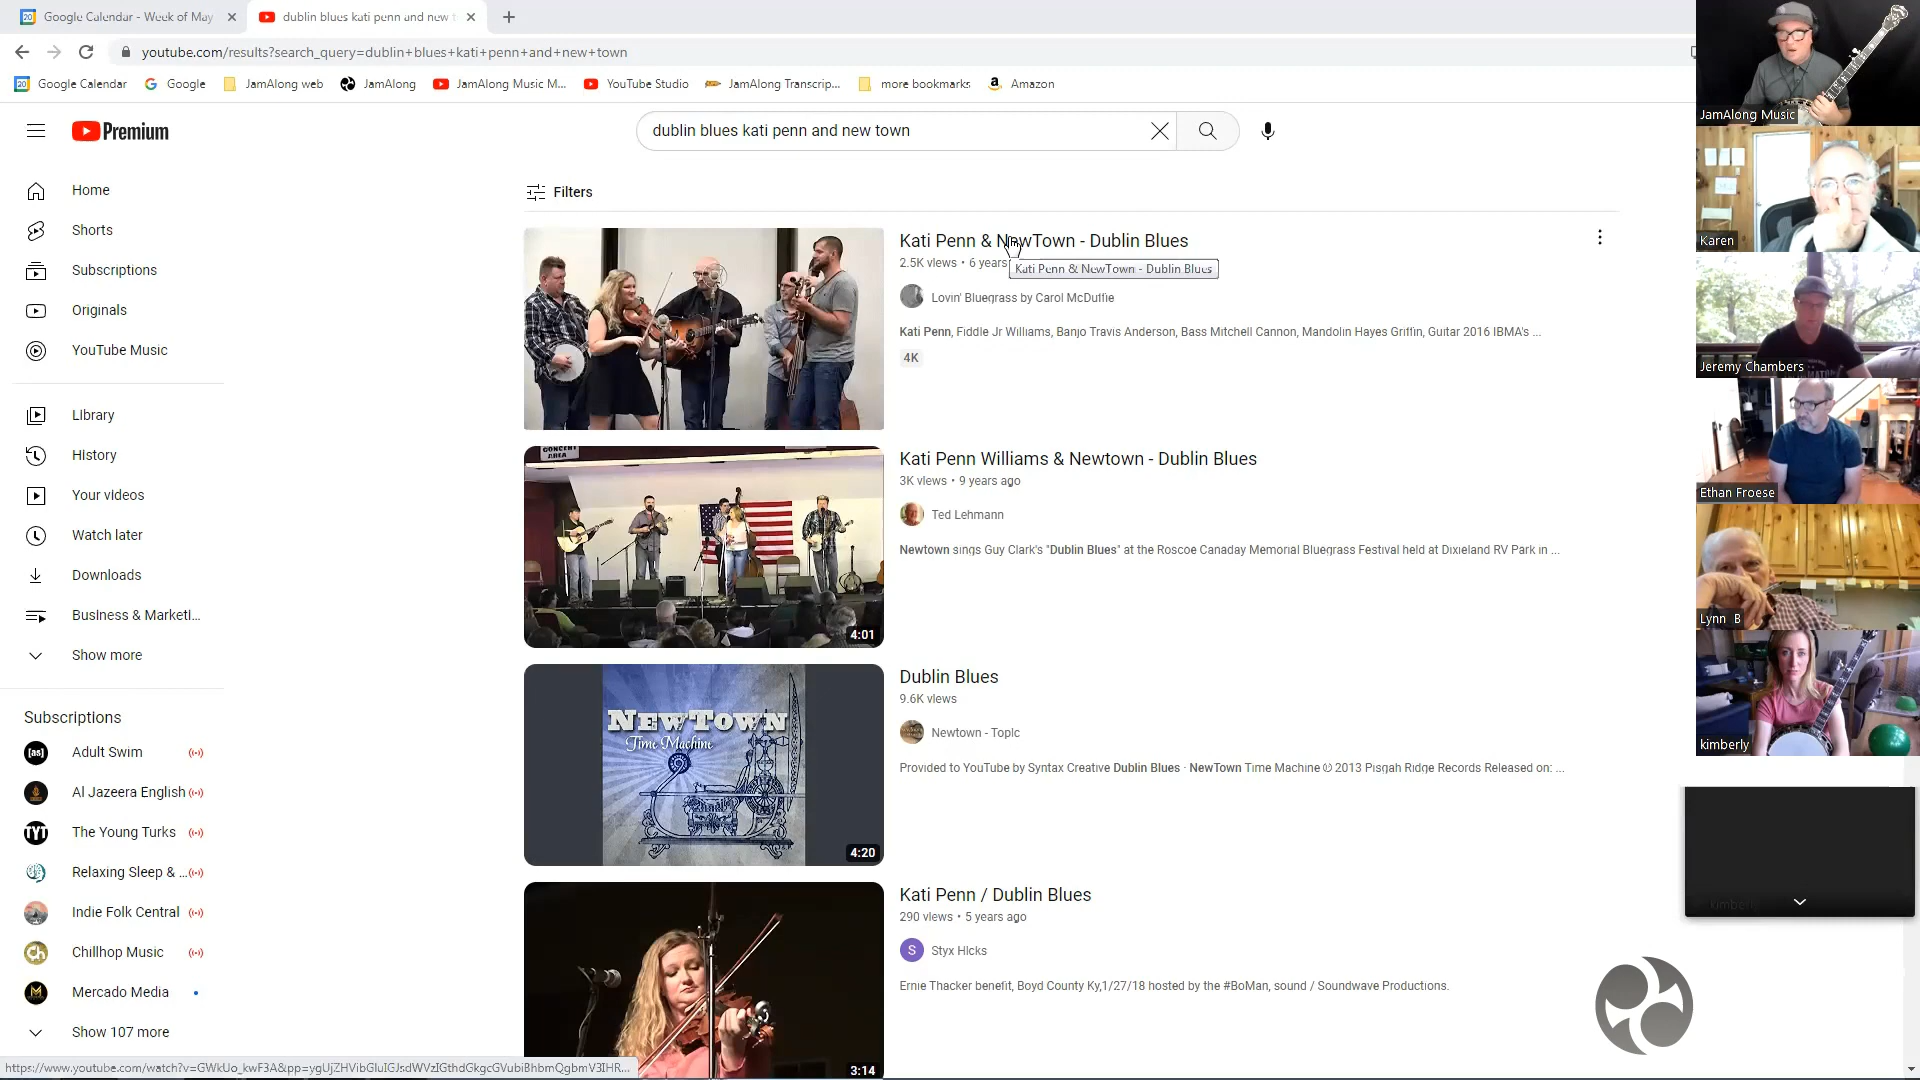 Google Calendar - Week of May
dublin blues kati penn and new t
youtube.com/results?search_query=dublin+blues+kati+penn+and+new+town
Google Calendar
Google
JamAlong web
JamAlong
JamAlong Music M...
YouTube Studio
JamAlong Transcrip...
more bookmarks
Amazon
Premium
dublin blues kati penn and new town
Home
Shorts
Subscriptions
Originals
YouTube Music
Library
History
Your videos
Watch later
Downloads
Business & Marketi...
Show more
Subscriptions
Adult Swim
Al Jazeera English
The Young Turks
Relaxing Sleep & ...
Indie Folk Central
Chillhop Music
Mercado Media
Show 107 more
Filters
Kati Penn & NewTown - Dublin Blues
2.5K views • 6 years
Kati Penn & NewTown - Dublin Blues
Lovin' Bluegrass by Carol McDuffie
Kati Penn, Fiddle Jr Williams, Banjo Travis Anderson, Bass Mitchell Cannon, Mandolin Hayes Griffin, Guitar 2016 IBMA's ...
4K
CONCERT
AREA
4:01
Kati Penn Williams & Newtown - Dublin Blues
3K views • 9 years ago
Ted Lehmann
Newtown sings Guy Clark's "Dublin Blues" at the Roscoe Canaday Memorial Bluegrass Festival held at Dixieland RV Park in ...
NEWTOWN
Time Machine
4:20
Dublin Blues
9.6K views
Newtown - Topic
Provided to YouTube by Syntax Creative Dublin Blues · NewTown Time Machine ℗ 2013 Pisgah Ridge Records Released on: ...
3:14
Kati Penn / Dublin Blues
290 views • 5 years ago
S
Styx Hicks
Ernie Thacker benefit, Boyd County Ky,1/27/18 hosted by the #BoMan, sound / Soundwave Productions.
JamAlong Music
Karen
Jeremy Chambers
Ethan Froese
Lynn B
kimberly
kimberly